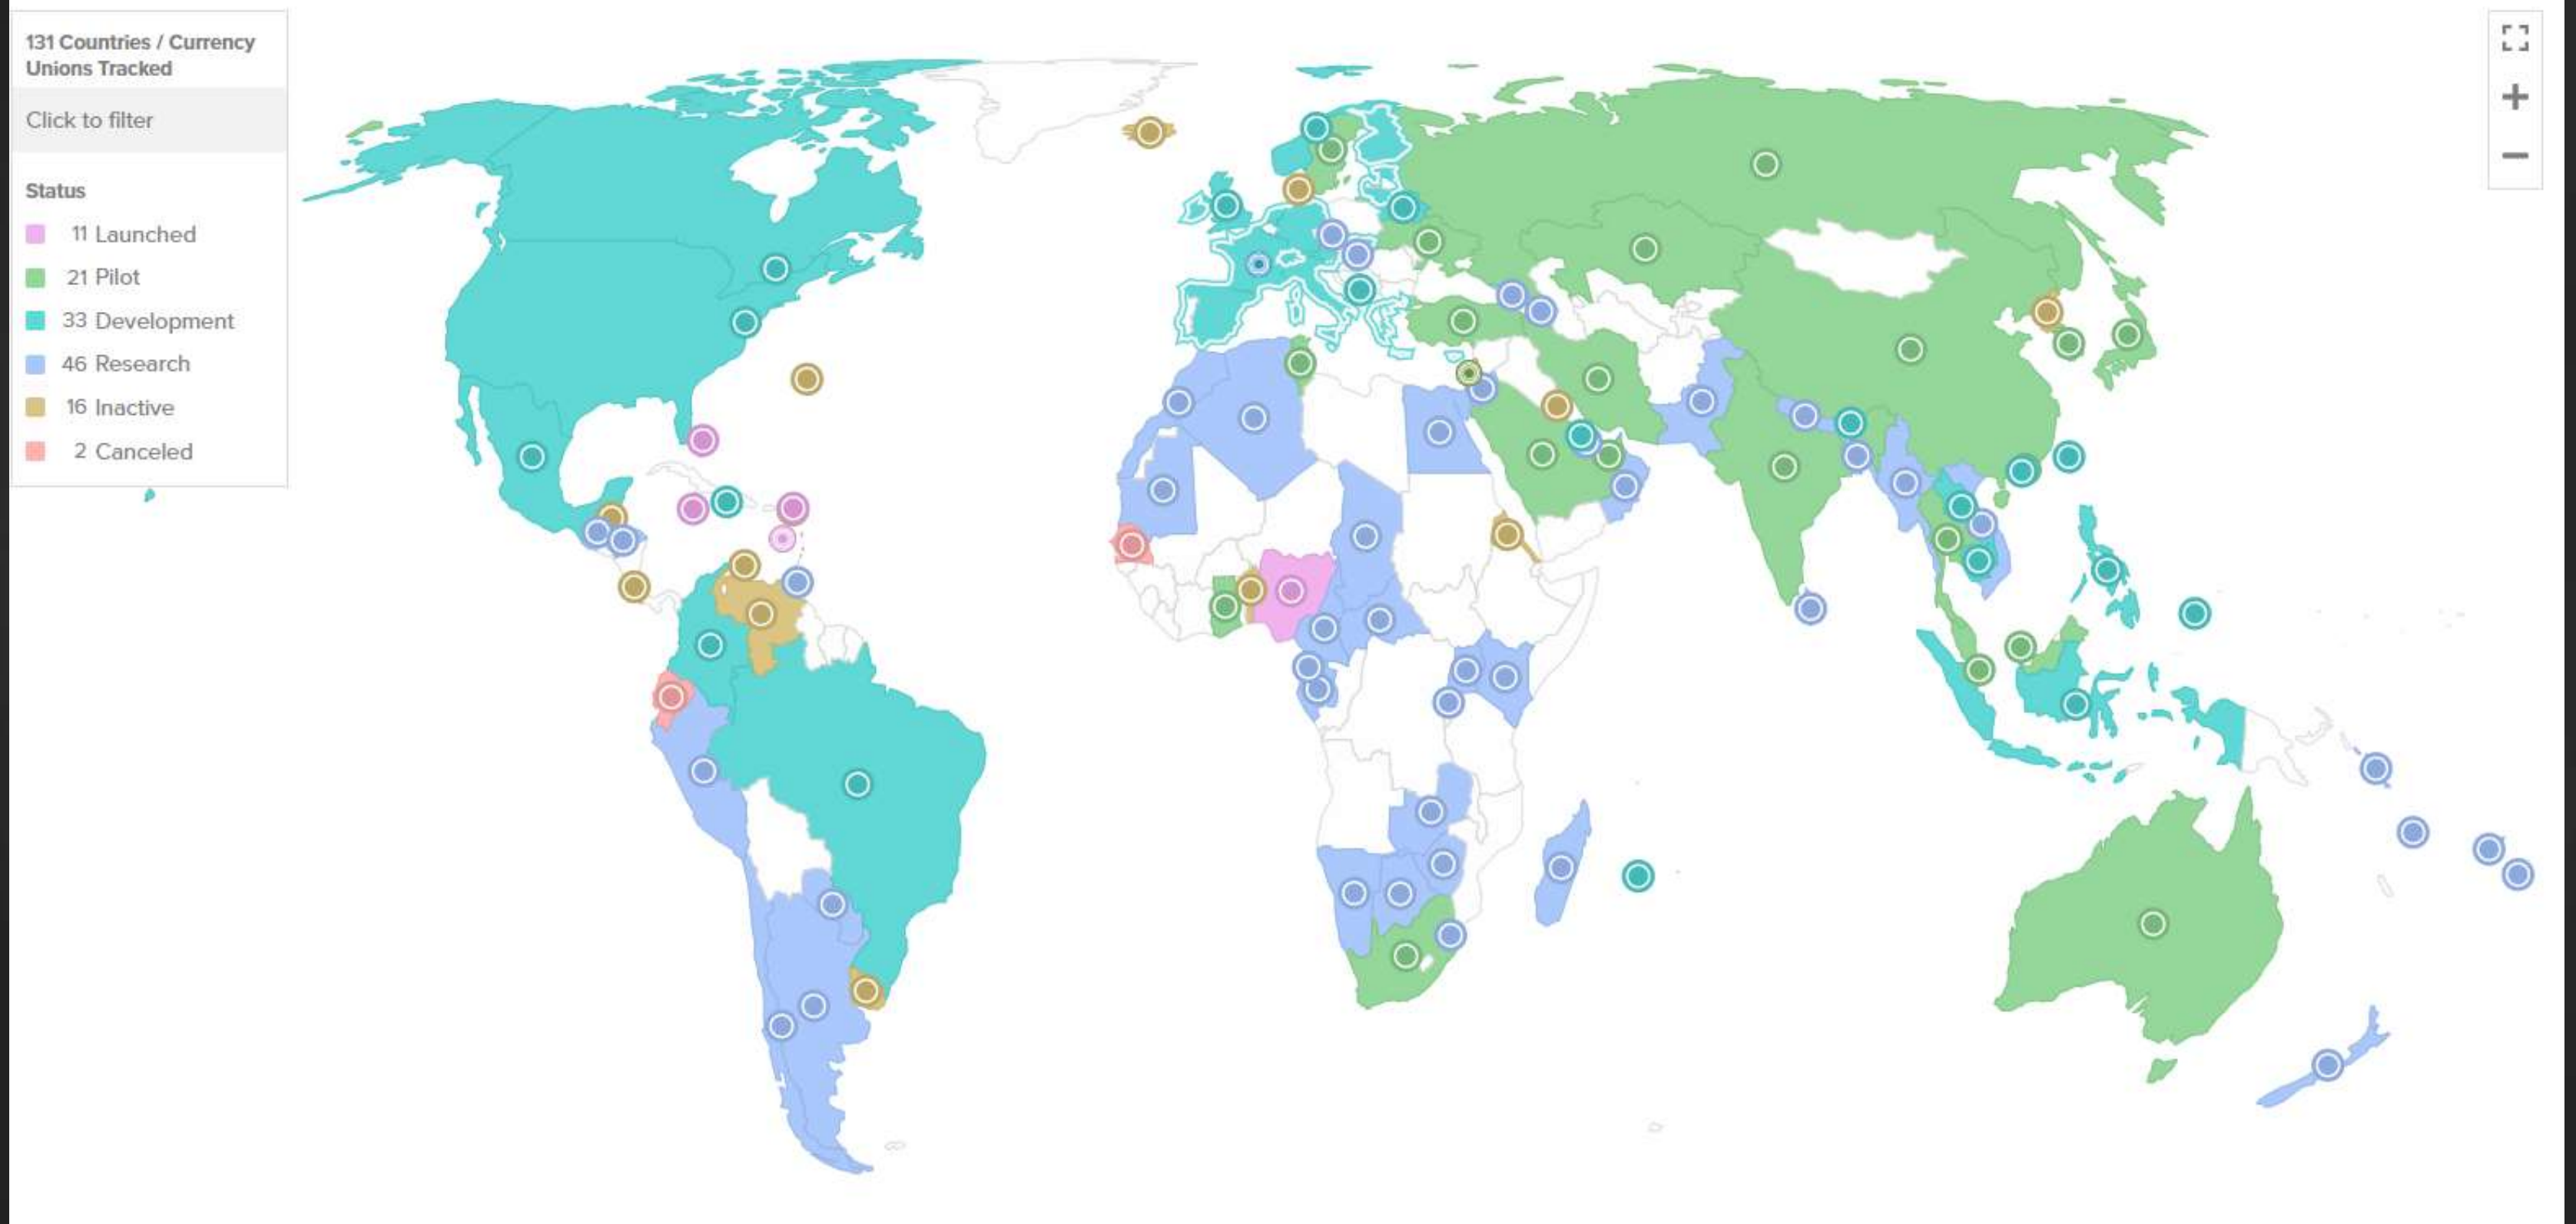 131 Countries / Currency
Unions Tracked
Click to filter
Status
11 Launched
21 Pilot
33 Development
46 Research
16 Inactive
2 Canceled